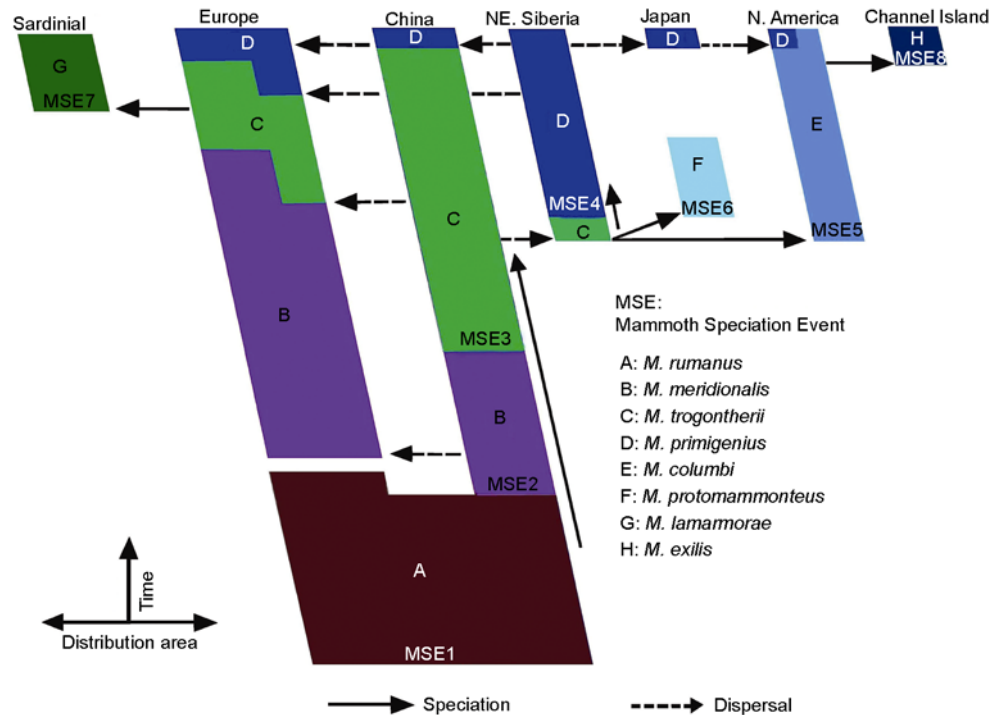 Sardinial
Europe
China
NE. Siberia
Japan
N. America
Channel Island
D
D
D
D
H
MSE8
G
MSE7
C
D
E
F
MSE4
MSE6
C
C
MSE5
B
MSE3
B
MSE2
A
MSE1
MSE:
Mammoth Speciation Event
A: M. rumanus
B: M. meridionalis
C: M. trogontherii
D: M. primigenius
E: M. columbi
F: M. protomammonteus
G: M. lamarmorae
H: M. exilis
Time
Distribution area
Speciation
Dispersal